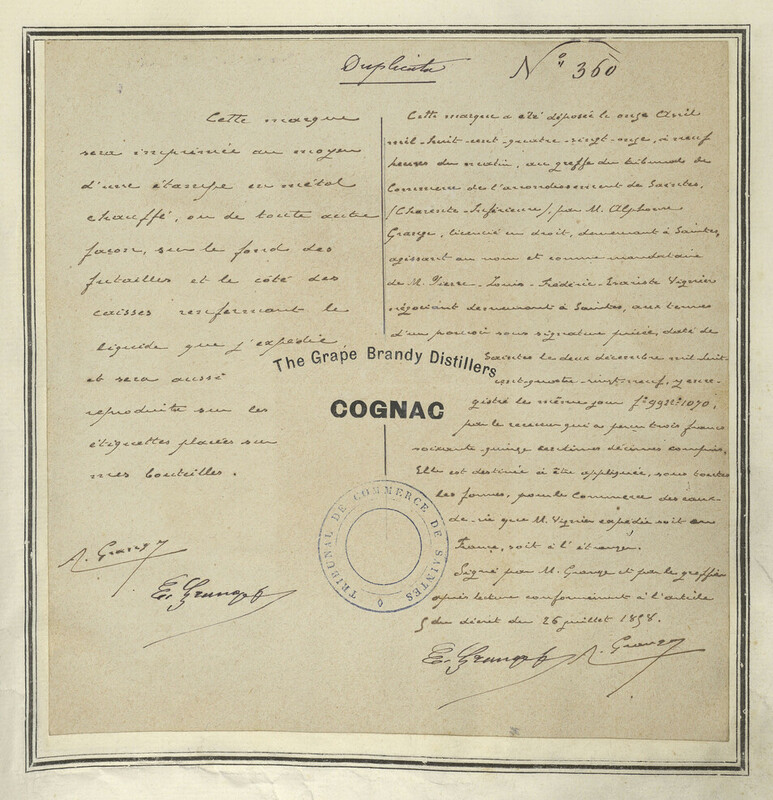 Duplicata
N° 360
Cette marque
sera imprimée au moyen
d'une étampe en métal
chauffé, ou de toute autre
façon, sur le fond des
futailles et le côté des
caisses renfermant le
liquide que j'expédie
et sera aussi
reproduite sur les
étiquettes placées sur
mes bouteilles.
A. Grange
Cette marque a été déposée le onze Avril
mil-huit-cent-quatre-vingt-onze, à neuf
heures du matin, au greffe du tribunal de
Commerce de l'arrondissement de Saintes,
(Charente-Inférieure), par M. Alphonse
Grange, licencié en droit, demeurant à Saintes,
agissant au nom et comme mandataire
de M. Pierre-Louis-Frédéric-Evariste Vignier
négociant demeurant à Saintes, aux termes
d'un pouvoir sous signature privée, daté de
Saintes le deux décembre mil huit
cent-quatre-vingt-neuf, y enre-
gistré le même jour f° 99 R° 1070,
par le receveur qui a perçu trois francs
soixante quinze centimes décimes compris.
Elle est destinée à être appliquée, sous toutes
les formes, pour le commerce des eaux-
de-vie que M. Vignier expédie soit en
France, soit à l'étranger.
Signé par M. Grange et par le greffier
après lecture conformément à l'article
5 du décret du 26 juillet 1858.
A. Grange
The Grape Brandy Distillers
COGNAC
TRIBUNAL DE COMMERCE DE SAINTES